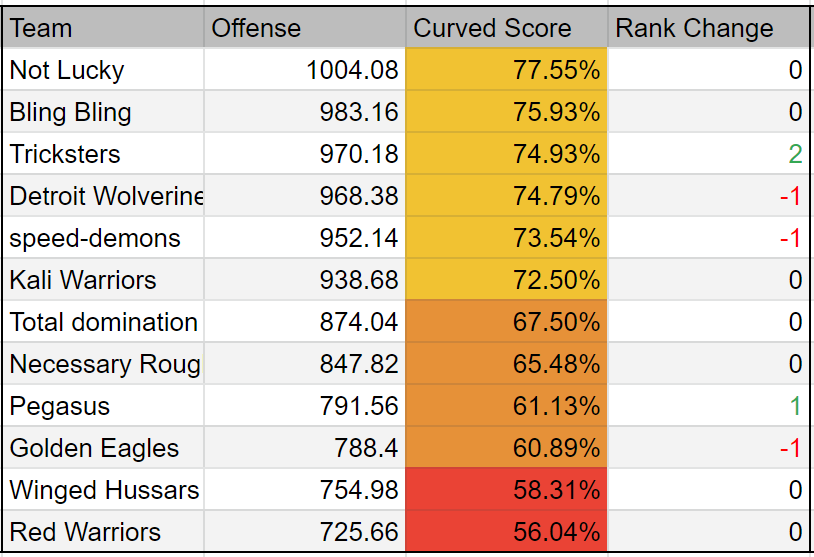 Team Offense Curved Score Rank Change
Not Lucky 1004.08 77.55% 0
Bling Bling 983.16 75.93% 0
Tricksters 970.18 74.93% 2
Detroit Wolverine 968.38 74.79% -1
speed-demons 952.14 73.54% -1
Kali Warriors 938.68 72.50% 0
Total domination 874.04 67.50% 0
Necessary Roug 847.82 65.48% 0
Pegasus 791.56 61.13% 1
Golden Eagles 788.4 60.89% -1
Winged Hussars 754.98 58.31% 0
Red Warriors 725.66 56.04% 0